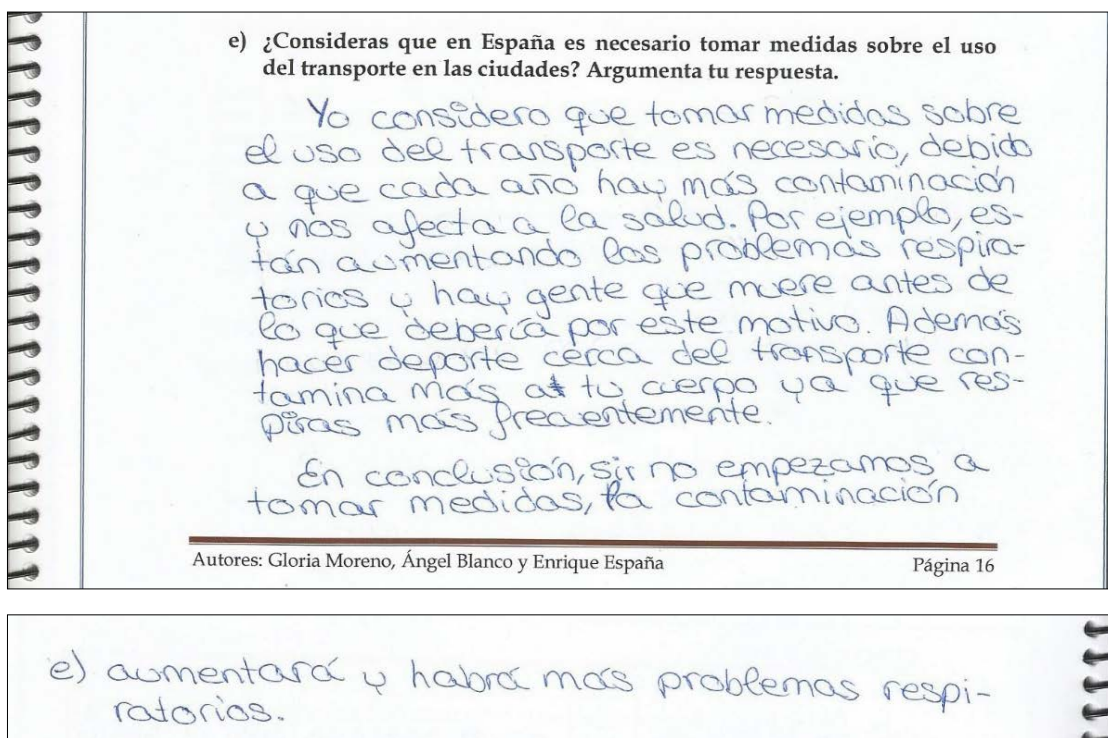 e) ¿Consideras que en España es necesario tomar medidas sobre el uso
del transporte en las ciudades? Argumenta tu respuesta.
Yo considero que tomar medidas sobre
el uso del transporte es necesario, debido
a que cada año hay más contaminación
y nos afecta a la salud. Por ejemplo, es-
tán aumentando los problemas respira-
torios y hay gente que muere antes de
lo que debería por este motivo. Además
hacer deporte cerca del transporte con-
tamina más a tu cuerpo ya que res-
piras más frecuentemente.
En conclusión, si no empezamos a
tomar medidas, la contaminación
Autores: Gloria Moreno, Ángel Blanco y Enrique España
Página 16
e) aumentará y habrá más problemas respi-
ratorios.